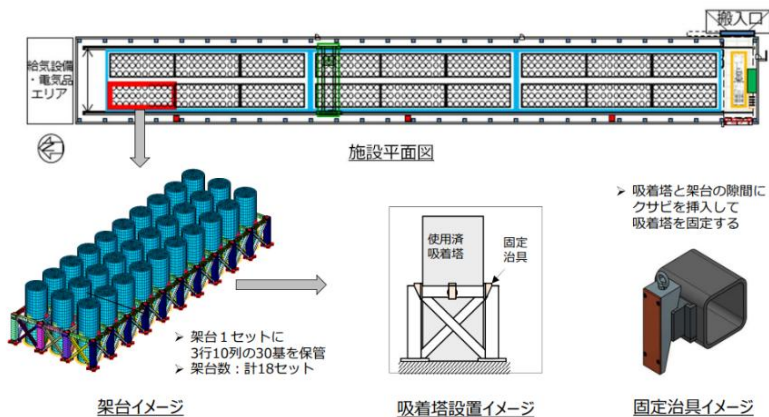 搬入口
給気設備
・電気品
エリア
施設平面図
➢ 架台1セットに
3行10列の30基を保管
➢ 架台数：計18セット
架台イメージ
使用済
吸着塔
固定
治具
吸着塔設置イメージ
➢ 吸着塔と架台の隙間に
クサビを挿入して
吸着塔を固定する
固定治具イメージ